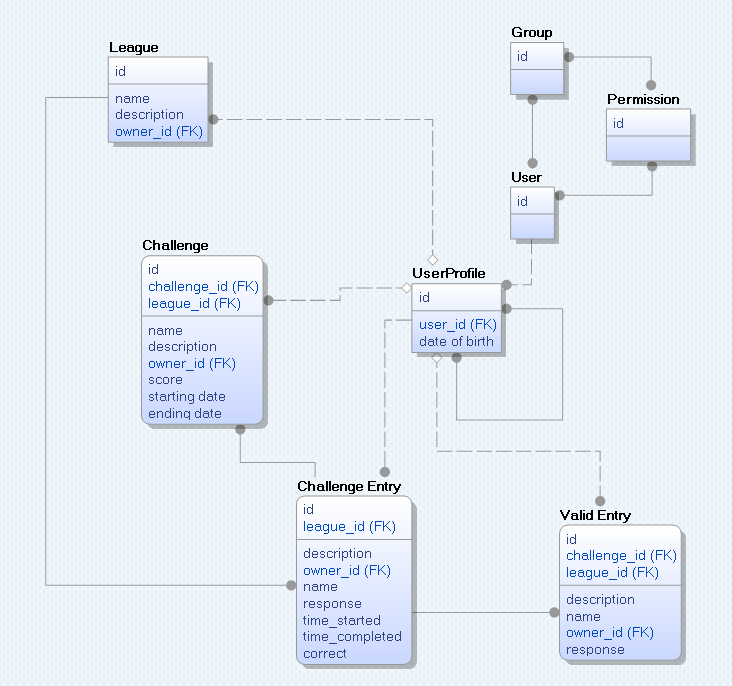 League
id
name
description
owner_id (FK)
Group
id
Permission
id
User
id
Challenge
id
challenge_id (FK)
league_id (FK)
name
description
owner_id (FK)
score
starting date
ending date
UserProfile
id
user_id (FK)
date of birth
Challenge Entry
id
league_id (FK)
description
owner_id (FK)
name
response
time_started
time_completed
correct
Valid Entry
id
challenge_id (FK)
league_id (FK)
description
name
owner_id (FK)
response